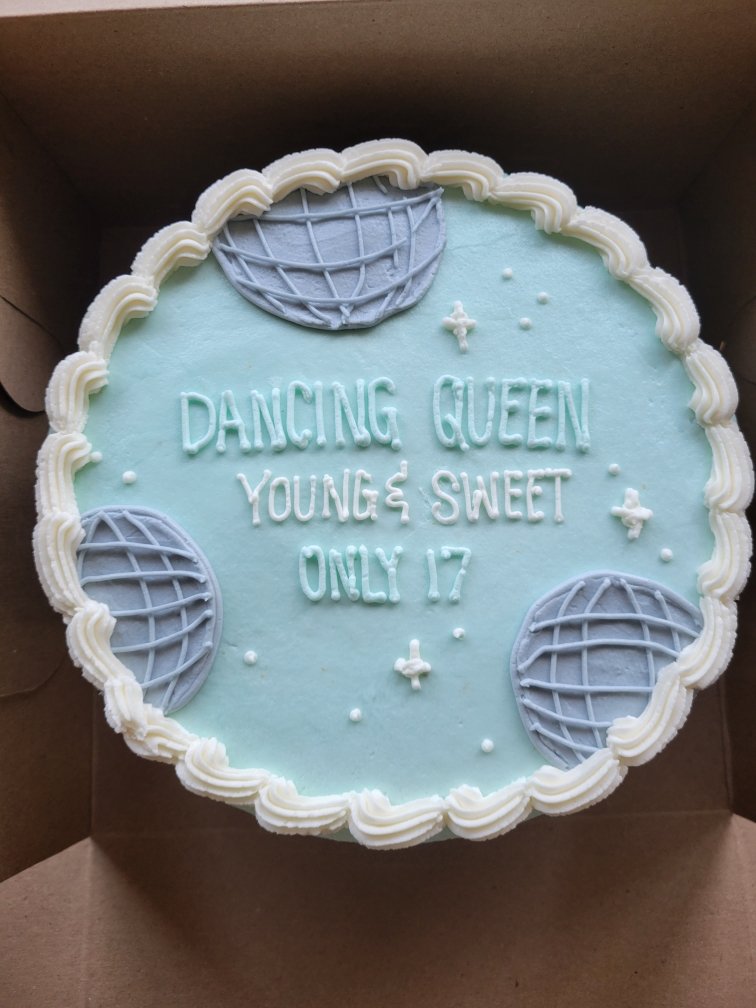 DANCING QUEEN
YOUNG & SWEET
ONLY 17